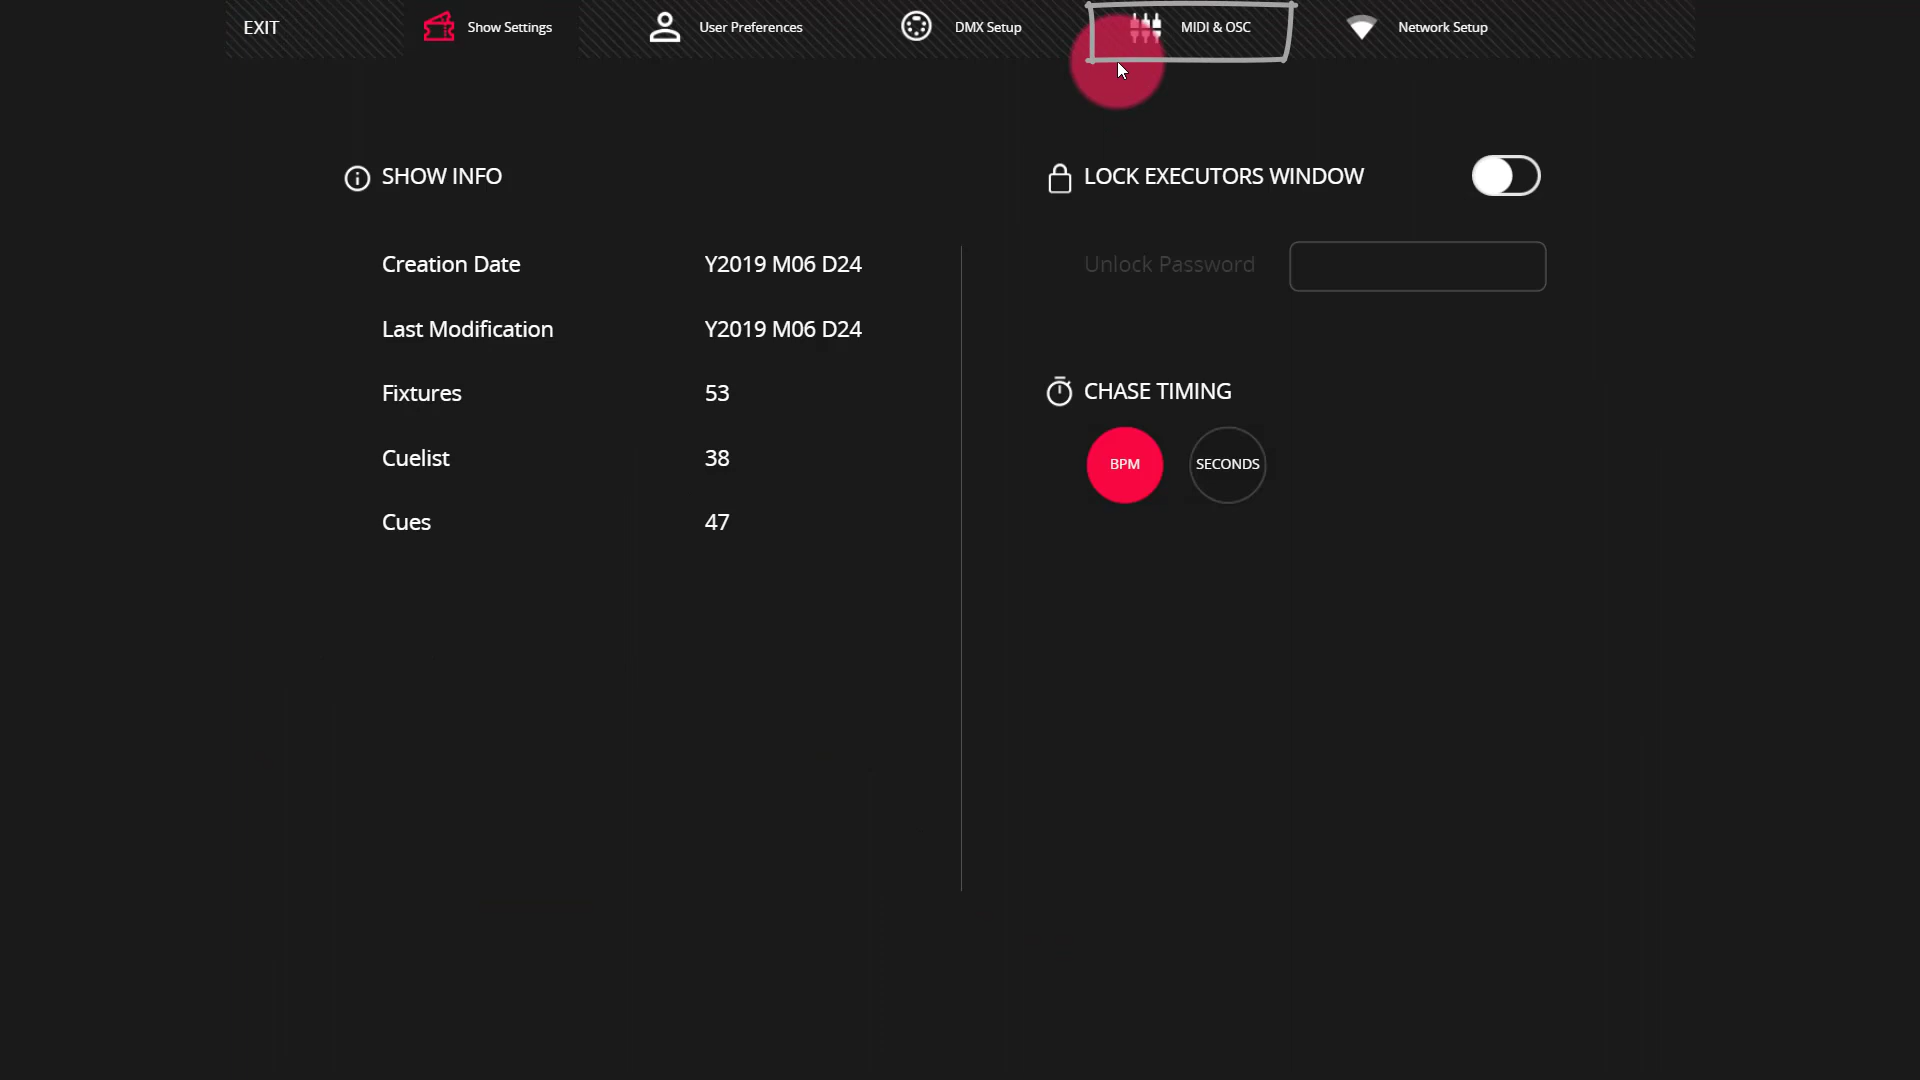 EXIT
Show Settings
User Preferences
DMX Setup
MIDI & OSC
Network Setup
SHOW INFO
Creation Date Y2019 M06 D24
Last Modification Y2019 M06 D24
Fixtures 53
Cuelist 38
Cues 47
LOCK EXECUTORS WINDOW
Unlock Password
CHASE TIMING
BPM SECONDS